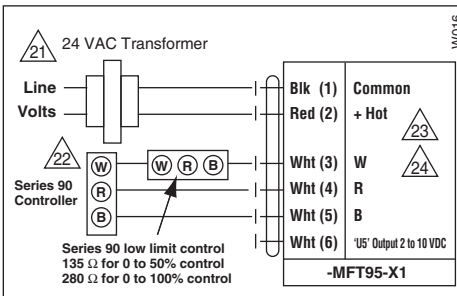 21 24 VAC Transformer
W016
Line
Volts
Blk (1) Common
Red (2) + Hot
23
22
Series 90
Controller
W
R
B
W R B
Wht (3) W
24
Wht (4) R
Wht (5) B
Wht (6) 'U5' Output 2 to 10 VDC
Series 90 low limit control
135 Ω for 0 to 50% control
280 Ω for 0 to 100% control
-MFT95-X1